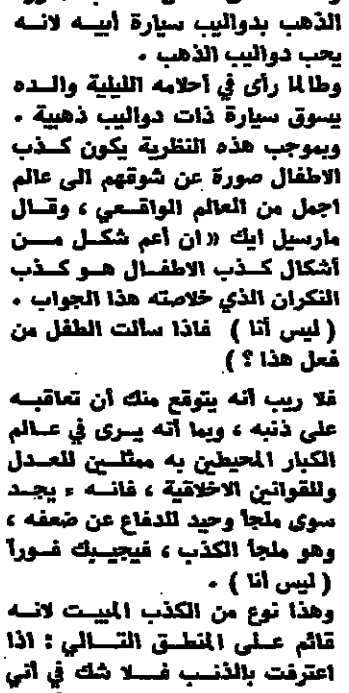 الذهب بدواليب سيارة أبيه لانه
يحب دواليب الذهب .
وطالما رأى في أحلامه الليلية والده
يسوق سيارة ذات دواليب ذهبية .
وبموجب هذه النظرية يكون كذب
الاطفال صورة عن شوقهم الى عالم
اجمل من العالم الواقعي ، وقال
مارسيل ايك « ان أعم شكل من
أشكال كذب الاطفال هو كذب
النكران الذي خلاصته هذا الجواب .
( ليس أنا ) فاذا سألت الطفل من
فعل هذا ؟ )
فلا ريب أنه يتوقع منك أن تعاقبه
على ذنبه ، وبما أنه يرى في عالم
الكبار المحيطين به ممثلين للعدل
وللقوانين الاخلاقية ، فانه ء يجد
سوى ملجأ وحيد للدفاع عن ضعفه ،
وهو ملجأ الكذب ، فيجيبك فوراً
( ليس أنا ) .
وهذا نوع من الكذب المبيت لانه
قائم على المنطق التالي : اذا
اعترفت بالذنب فلا شك في أني